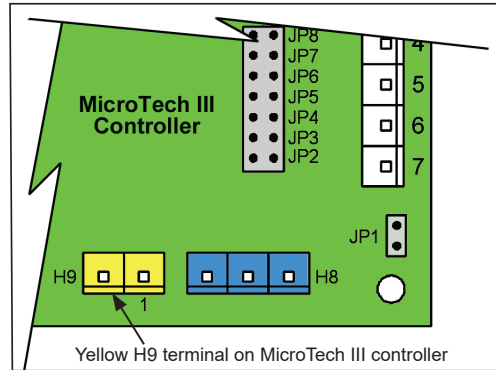 JP8
4
JP7
JP6
5
JP5
MicroTech III
Controller
JP4
6
JP3
JP2
7
JP1
H9
H8
1
Yellow H9 terminal on MicroTech III controller